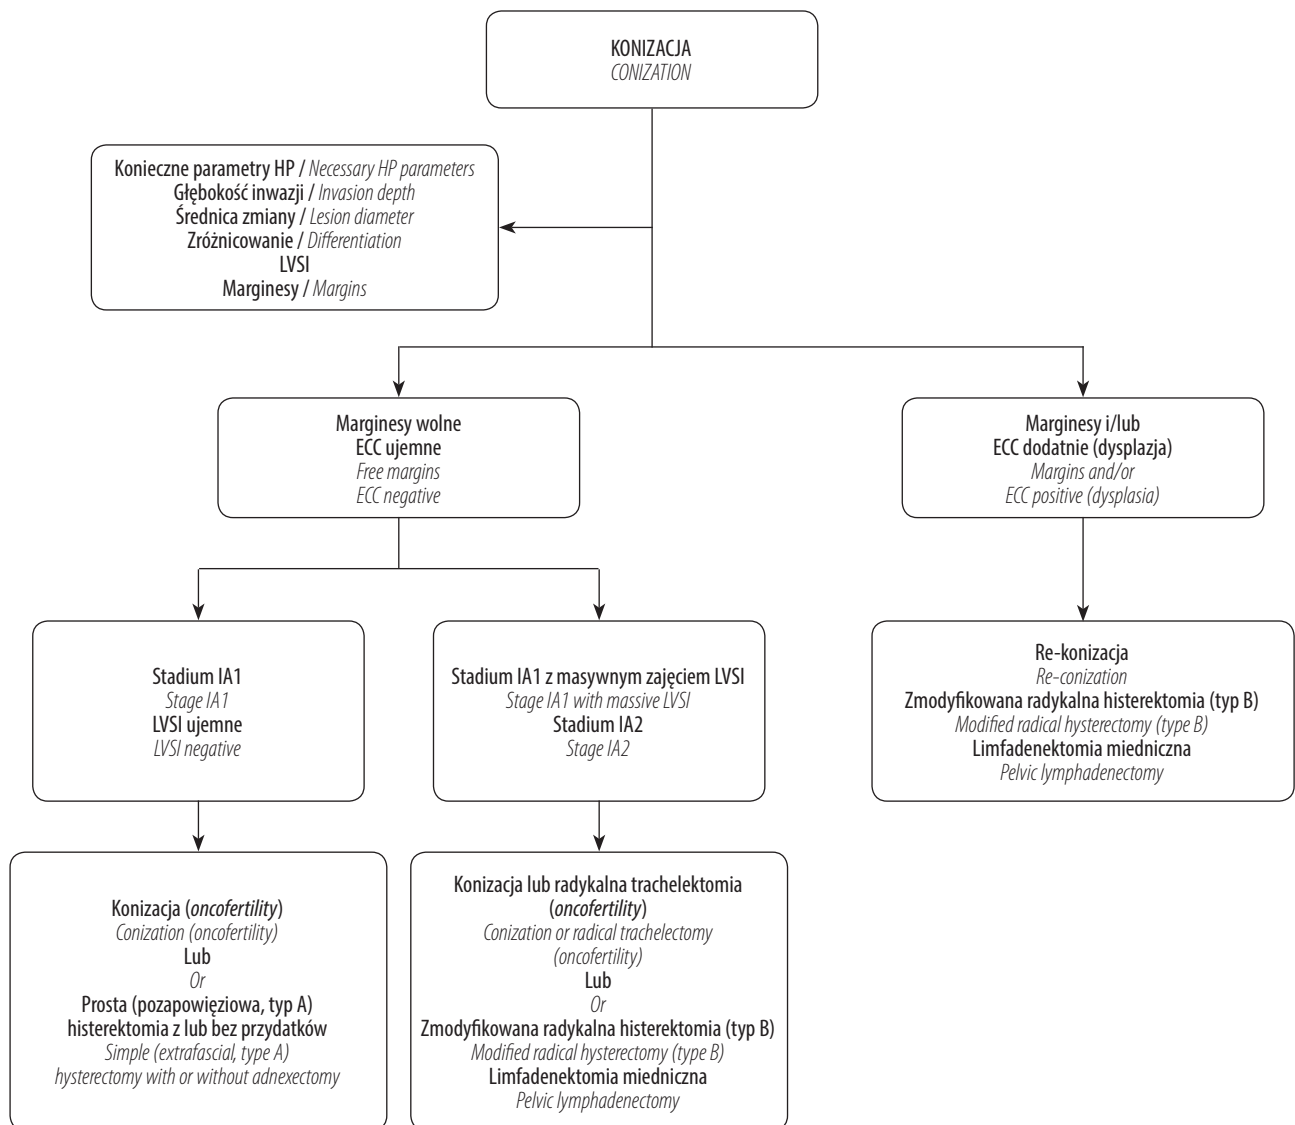 KONIZACJA
CONIZATION
Konieczne parametry HP / Necessary HP parameters
Głębokość inwazji / Invasion depth
Średnica zmiany / Lesion diameter
Zróżnicowanie / Differentiation
LVSI
Marginesy / Margins
Marginesy wolne
ECC ujemne
Free margins
ECC negative
Marginesy i/lub
ECC dodatnie (dysplazja)
Margins and/or
ECC positive (dysplasia)
Stadium IA1
Stage IA1
LVSI ujemne
LVSI negative
Stadium IA1 z masywnym zajęciem LVSI
Stage IA1 with massive LVSI
Stadium IA2
Stage IA2
Re-konizacja
Re-conization
Zmodyfikowana radykalna histerektomia (typ B)
Modified radical hysterectomy (type B)
Limfadenektomia miedniczna
Pelvic lymphadenectomy
Konizacja (oncofertility)
Conization (oncofertility)
Lub
Or
Prosta (pozapowięziowa, typ A)
histerektomia z lub bez przydatków
Simple (extrafascial, type A)
hysterectomy with or without adnexectomy
Konizacja lub radykalna trachelektomia
(oncofertility)
Conization or radical trachelectomy
(oncofertility)
Lub
Or
Zmodyfikowana radykalna histerektomia (typ B)
Modified radical hysterectomy (type B)
Limfadenektomia miedniczna
Pelvic lymphadenectomy